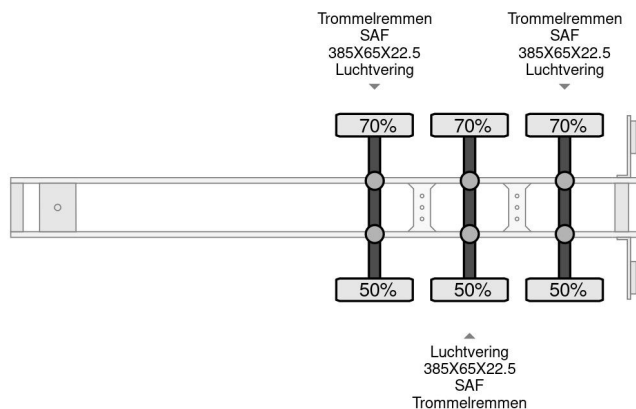 Trommelremmen
SAF
385X65X22.5
Luchtvering
Trommelremmen
SAF
385X65X22.5
Luchtvering
70%
70%
70%
50%
50%
50%
Luchtvering
385X65X22.5
SAF
Trommelremmen